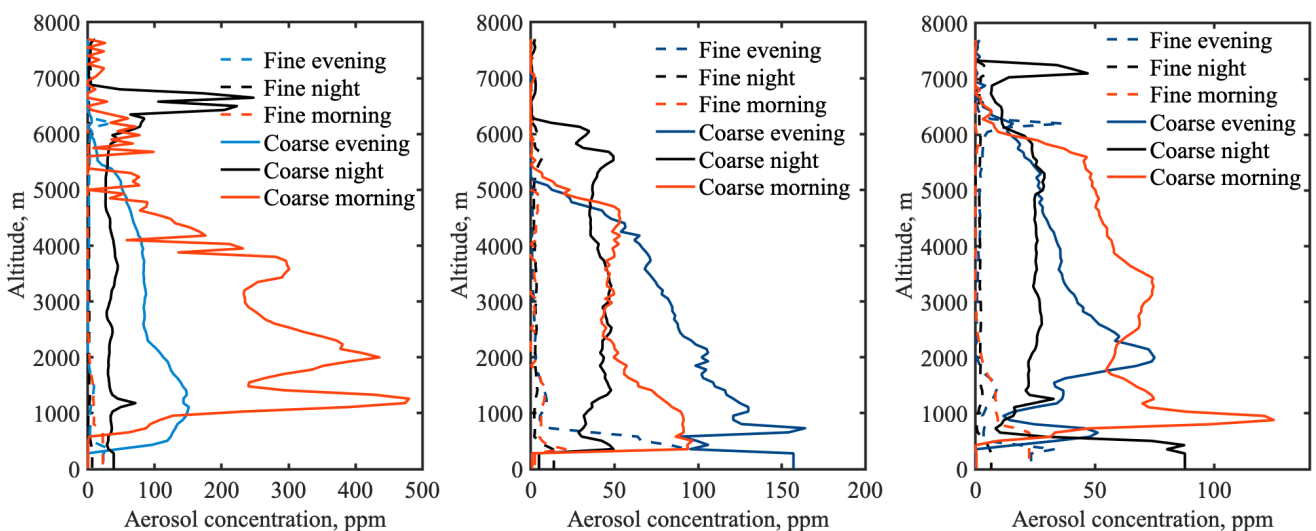 8000
7000
6000
5000
4000
3000
2000
1000
0
Altitude, m
0 100 200 300 400 500
Aerosol concentration, ppm
Fine evening
Fine night
Fine morning
Coarse evening
Coarse night
Coarse morning
8000
7000
6000
5000
4000
3000
2000
1000
0
Altitude, m
0 50 100 150 200
Aerosol concentration, ppm
Fine evening
Fine night
Fine morning
Coarse evening
Coarse night
Coarse morning
8000
7000
6000
5000
4000
3000
2000
1000
0
Altitude, m
0 50 100
Aerosol concentration, ppm
Fine evening
Fine night
Fine morning
Coarse evening
Coarse night
Coarse morning